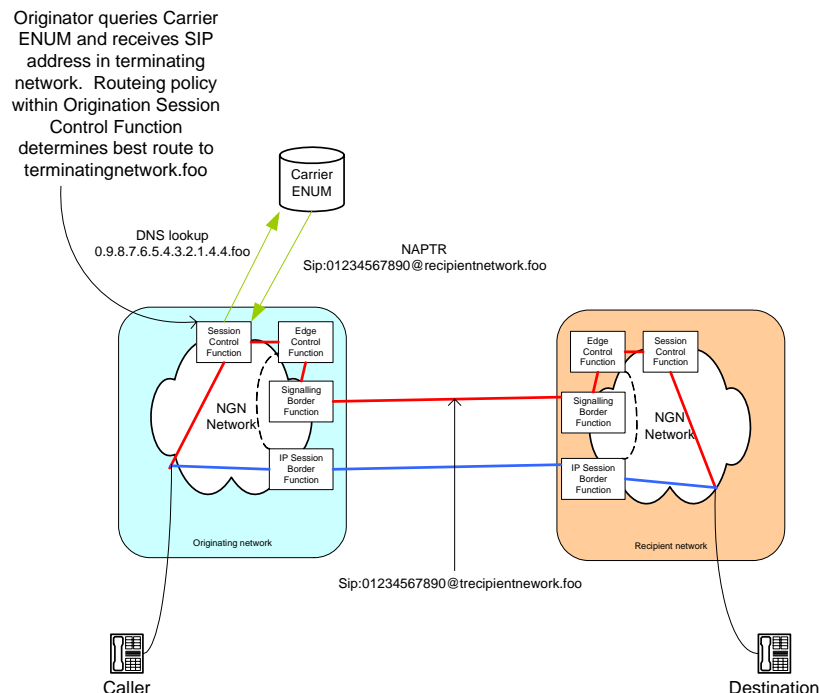 Originator queries Carrier
ENUM and receives SIP
address in terminating
network.  Routeing policy
within Origination Session
Control Function
determines best route to
terminatingnetwork.foo
Carrier
ENUM
DNS lookup
0.9.8.7.6.5.4.3.2.1.4.4.foo
NAPTR
Sip:01234567890@recipientnetwork.foo
Session
Control
Function
Edge
Control
Function
Signalling
Border
Function
NGN
Network
IP Session
Border
Function
Originating network
Edge
Control
Function
Session
Control
Function
Signalling
Border
Function
NGN
Network
IP Session
Border
Function
Recipient network
Sip:01234567890@trecipientnework.foo
Caller
Destination